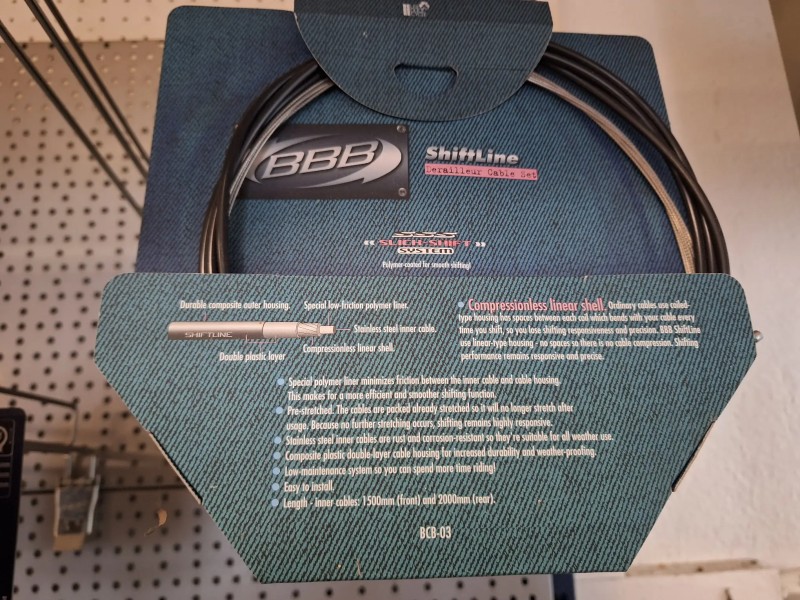 BBB
ShiftLine
Derailleur Cable Set
‹‹ SLICK-SHIFT ››
SYSTEM
Polymer-coated for smooth shifting!
Durable composite outer housing.
Special low-friction polymer liner.
SHIFTLINE
Stainless steel inner cable.
Compressionless linear shell.
Double plastic layer
• Compressionless linear shell. Ordinary cables use coiled-
type housing has spaces between each coil which bends with your cable every
time you shift, so you lose shifting responsiveness and precision. BBB ShiftLine
use linear-type housing - no spaces so there is no cable compression. Shifting
performance remains responsive and precise.
• Special polymer liner minimizes friction between the inner cable and cable housing.
This makes for a more efficient and smoother shifting function.
• Pre-stretched. The cables are packed already stretched so it will no longer stretch after
usage. Because no further stretching occurs, shifting remains highly responsive.
• Stainless steel inner cables are rust and corrosion-resistant so they're suitable for all weather use.
• Composite plastic double-layer cable housing for increased durability and weather-proofing.
• Low-maintenance system so you can spend more time riding!
• Easy to install.
• Length - inner cables: 1500mm (front) and 2000mm (rear).
BCB-03